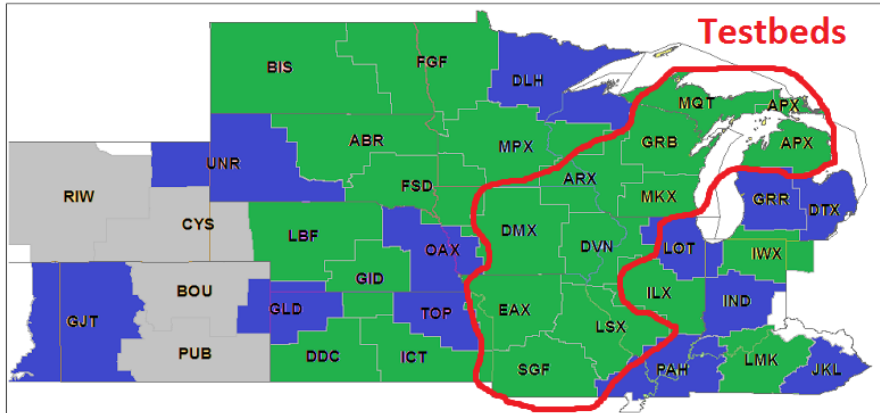 Testbeds
BIS
FGF
DLH
MQT
APX
UNR
ABR
MPX
GRB
APX
RIW
FSD
ARX
MKX
GRR
DTX
CYS
LBF
OAX
DMX
DVN
LOT
IWX
GID
BOU
GLD
TOP
EAX
ILX
IND
GJT
LSX
PUB
DDC
ICT
SGF
PAH
LMK
JKL